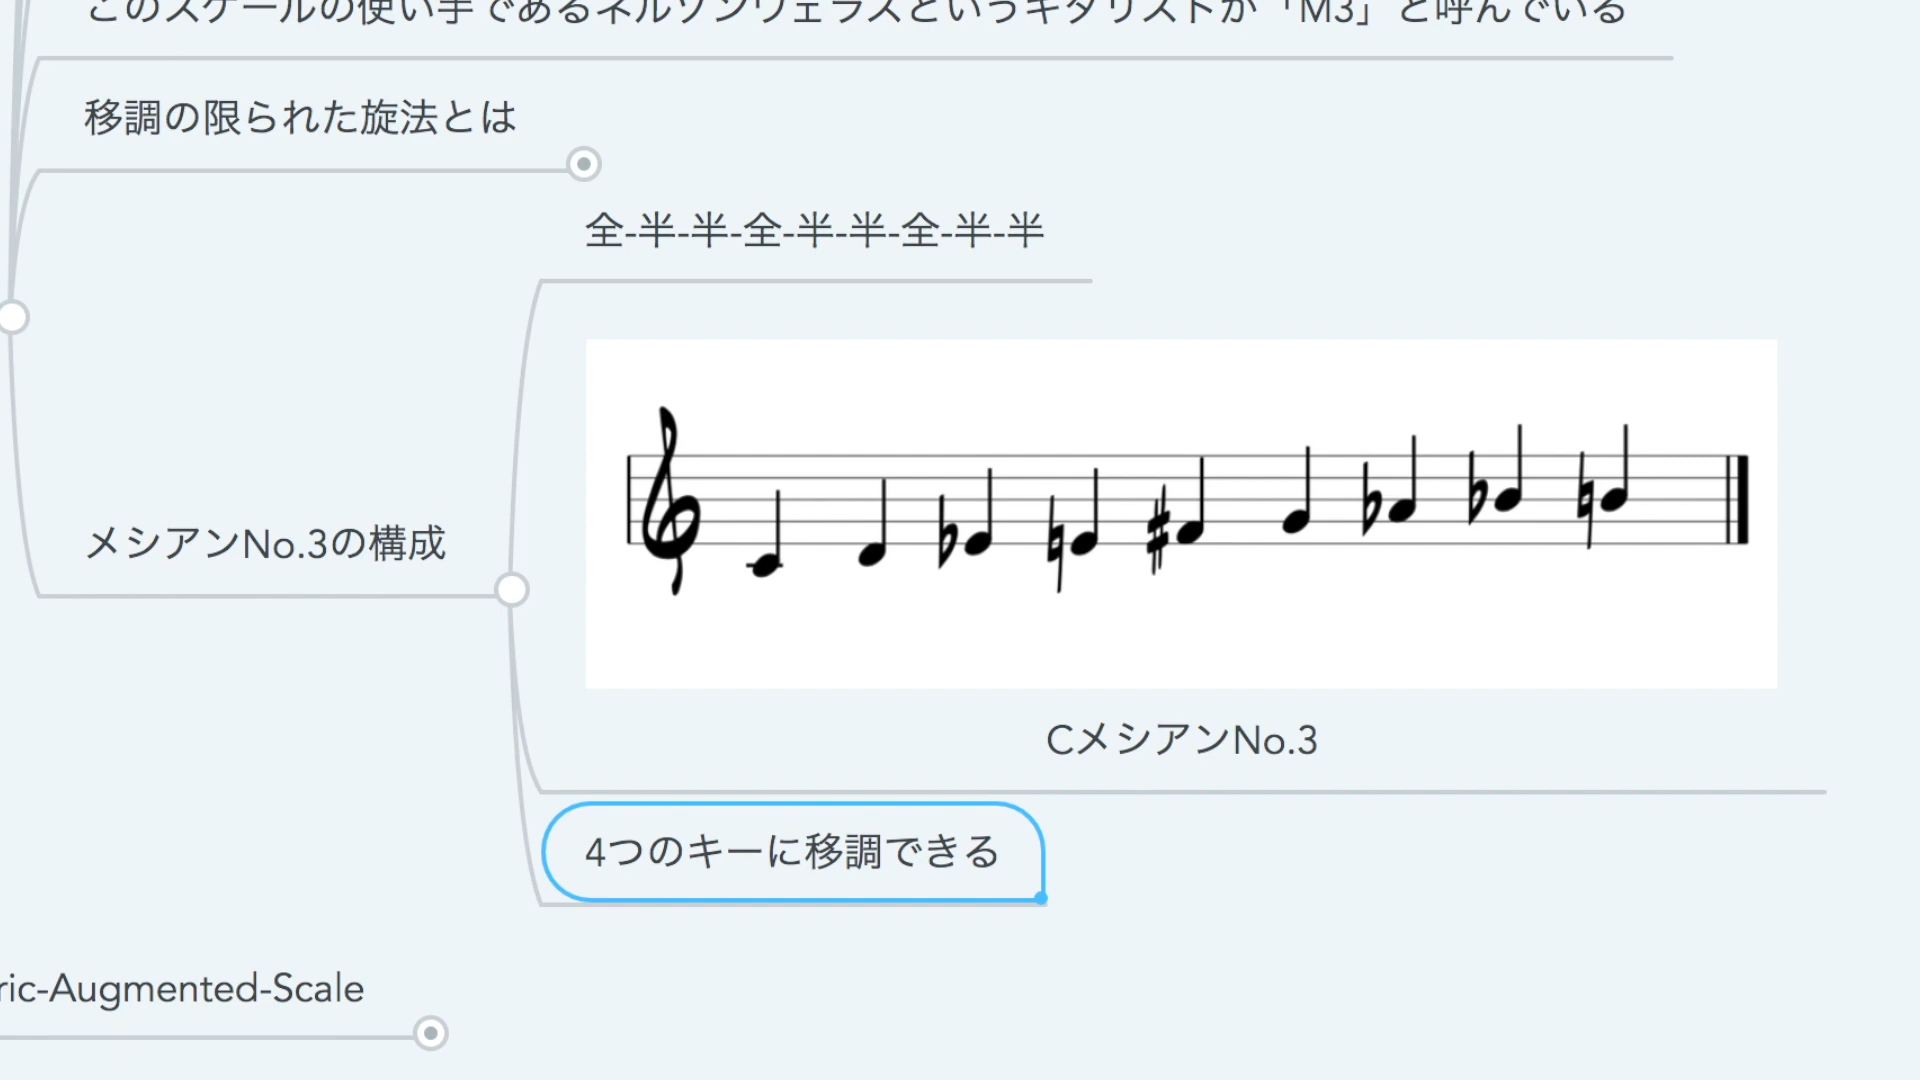 このスケールの使い手であるネルソンヴェラスというギタリストが「M3」と呼んでいる
移調の限られた旋法とは
全-半-半-全-半-半-全-半-半
メシアンNo.3の構成
CメシアンNo.3
4つのキーに移調できる
ric-Augmented-Scale